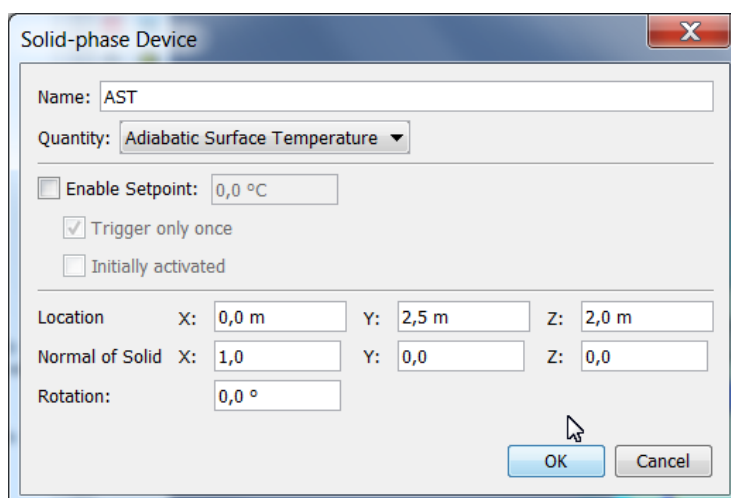 Solid-phase Device
X
Name: AST
Quantity: Adiabatic Surface Temperature
Enable Setpoint: 0,0 °C
Trigger only once
Initially activated
Location X: 0,0 m Y: 2,5 m Z: 2,0 m
Normal of Solid X: 1,0 Y: 0,0 Z: 0,0
Rotation: 0,0 °
OK Cancel